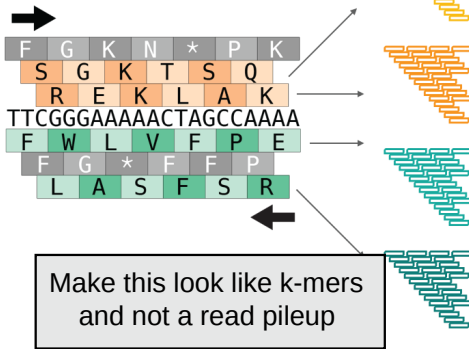 F G K N * P K
S G K T S Q
R E K L A K
TTCGGGAAAAACTAGCCAAAA
F W L V F P E
F G * F F P
L A S F S R
Make this look like k-mers
and not a read pileup